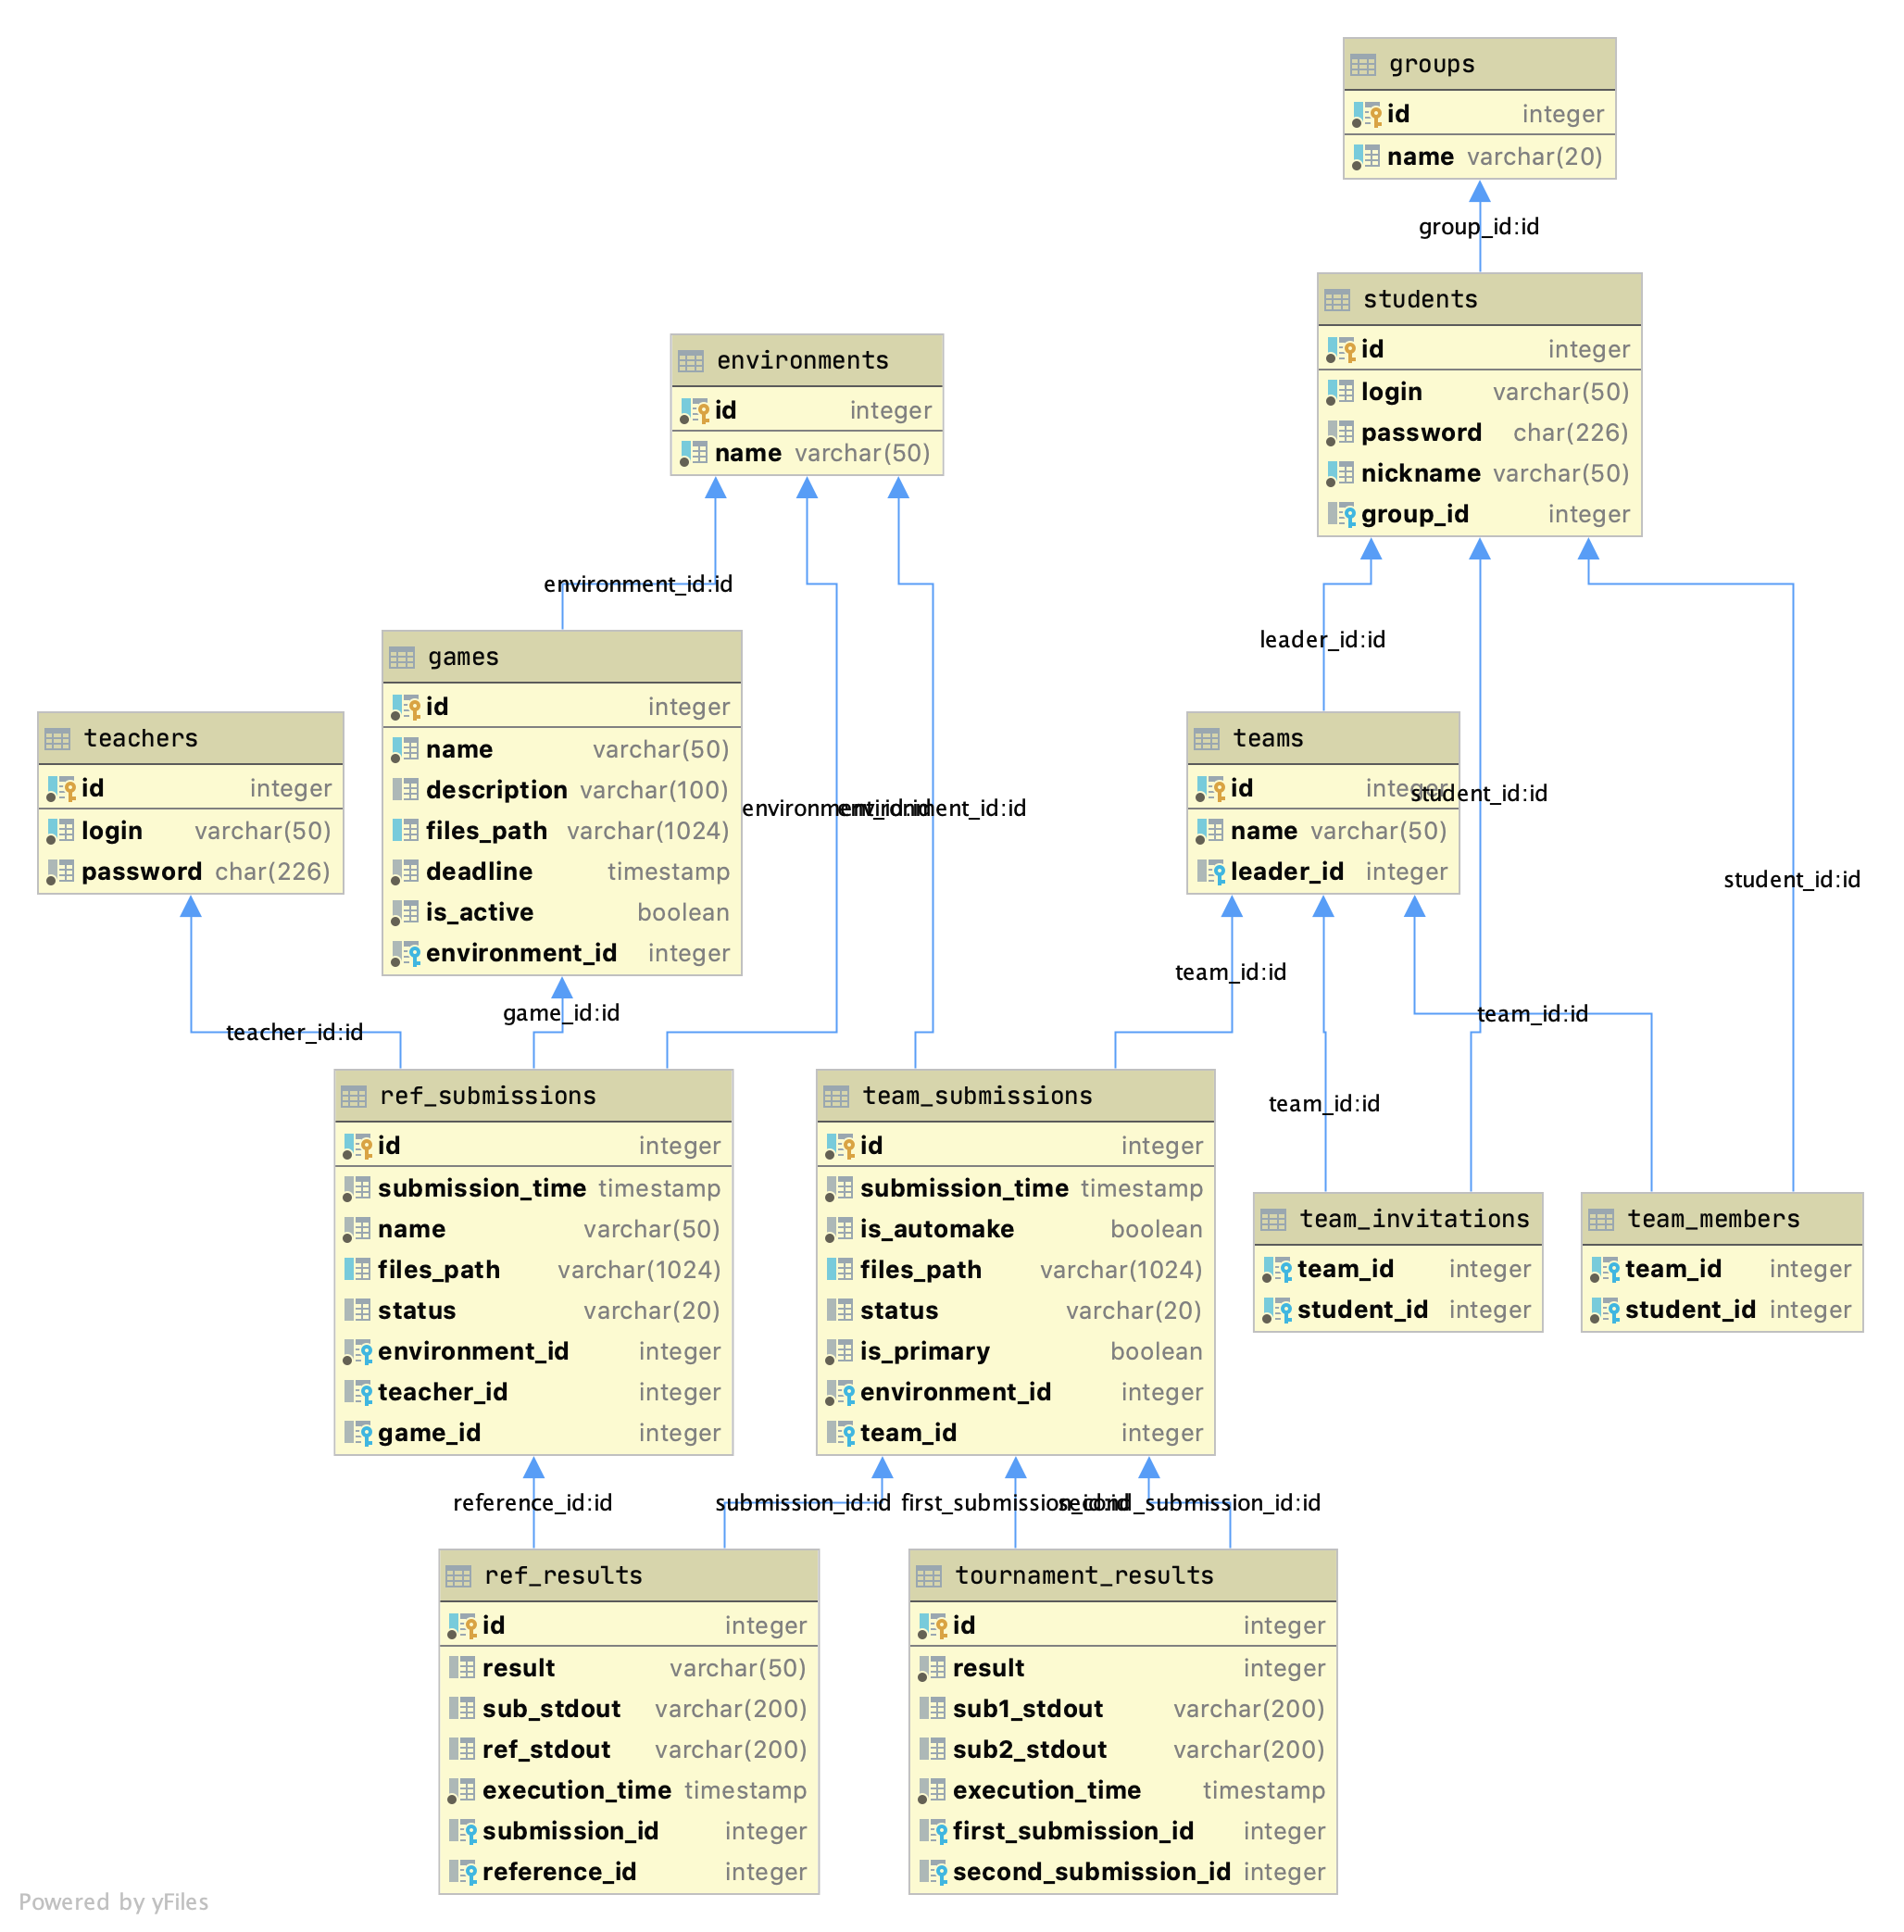 groups
id integer
name varchar(20)
group_id:id
students
id integer
login varchar(50)
password char(226)
nickname varchar(50)
group_id integer
environments
id integer
name varchar(50)
environment_id:id
environment_id:id
environment_id:id
leader_id:id
student_id:id
student_id:id
games
id integer
name varchar(50)
description varchar(100)
files_path varchar(1024)
deadline timestamp
is_active boolean
environment_id integer
teachers
id integer
login varchar(50)
password char(226)
teams
id integer
name varchar(50)
leader_id integer
teacher_id:id
game_id:id
team_id:id
team_id:id
team_id:id
ref_submissions
id integer
submission_time timestamp
name varchar(50)
files_path varchar(1024)
status varchar(20)
environment_id integer
teacher_id integer
game_id integer
team_submissions
id integer
submission_time timestamp
is_automake boolean
files_path varchar(1024)
status varchar(20)
is_primary boolean
environment_id integer
team_id integer
team_invitations
team_id integer
student_id integer
team_members
team_id integer
student_id integer
reference_id:id
submission_id:id
first_submission_id:id
second_submission_id:id
ref_results
id integer
result varchar(50)
sub_stdout varchar(200)
ref_stdout varchar(200)
execution_time timestamp
submission_id integer
reference_id integer
tournament_results
id integer
result integer
sub1_stdout varchar(200)
sub2_stdout varchar(200)
execution_time timestamp
first_submission_id integer
second_submission_id integer
Powered by yFiles